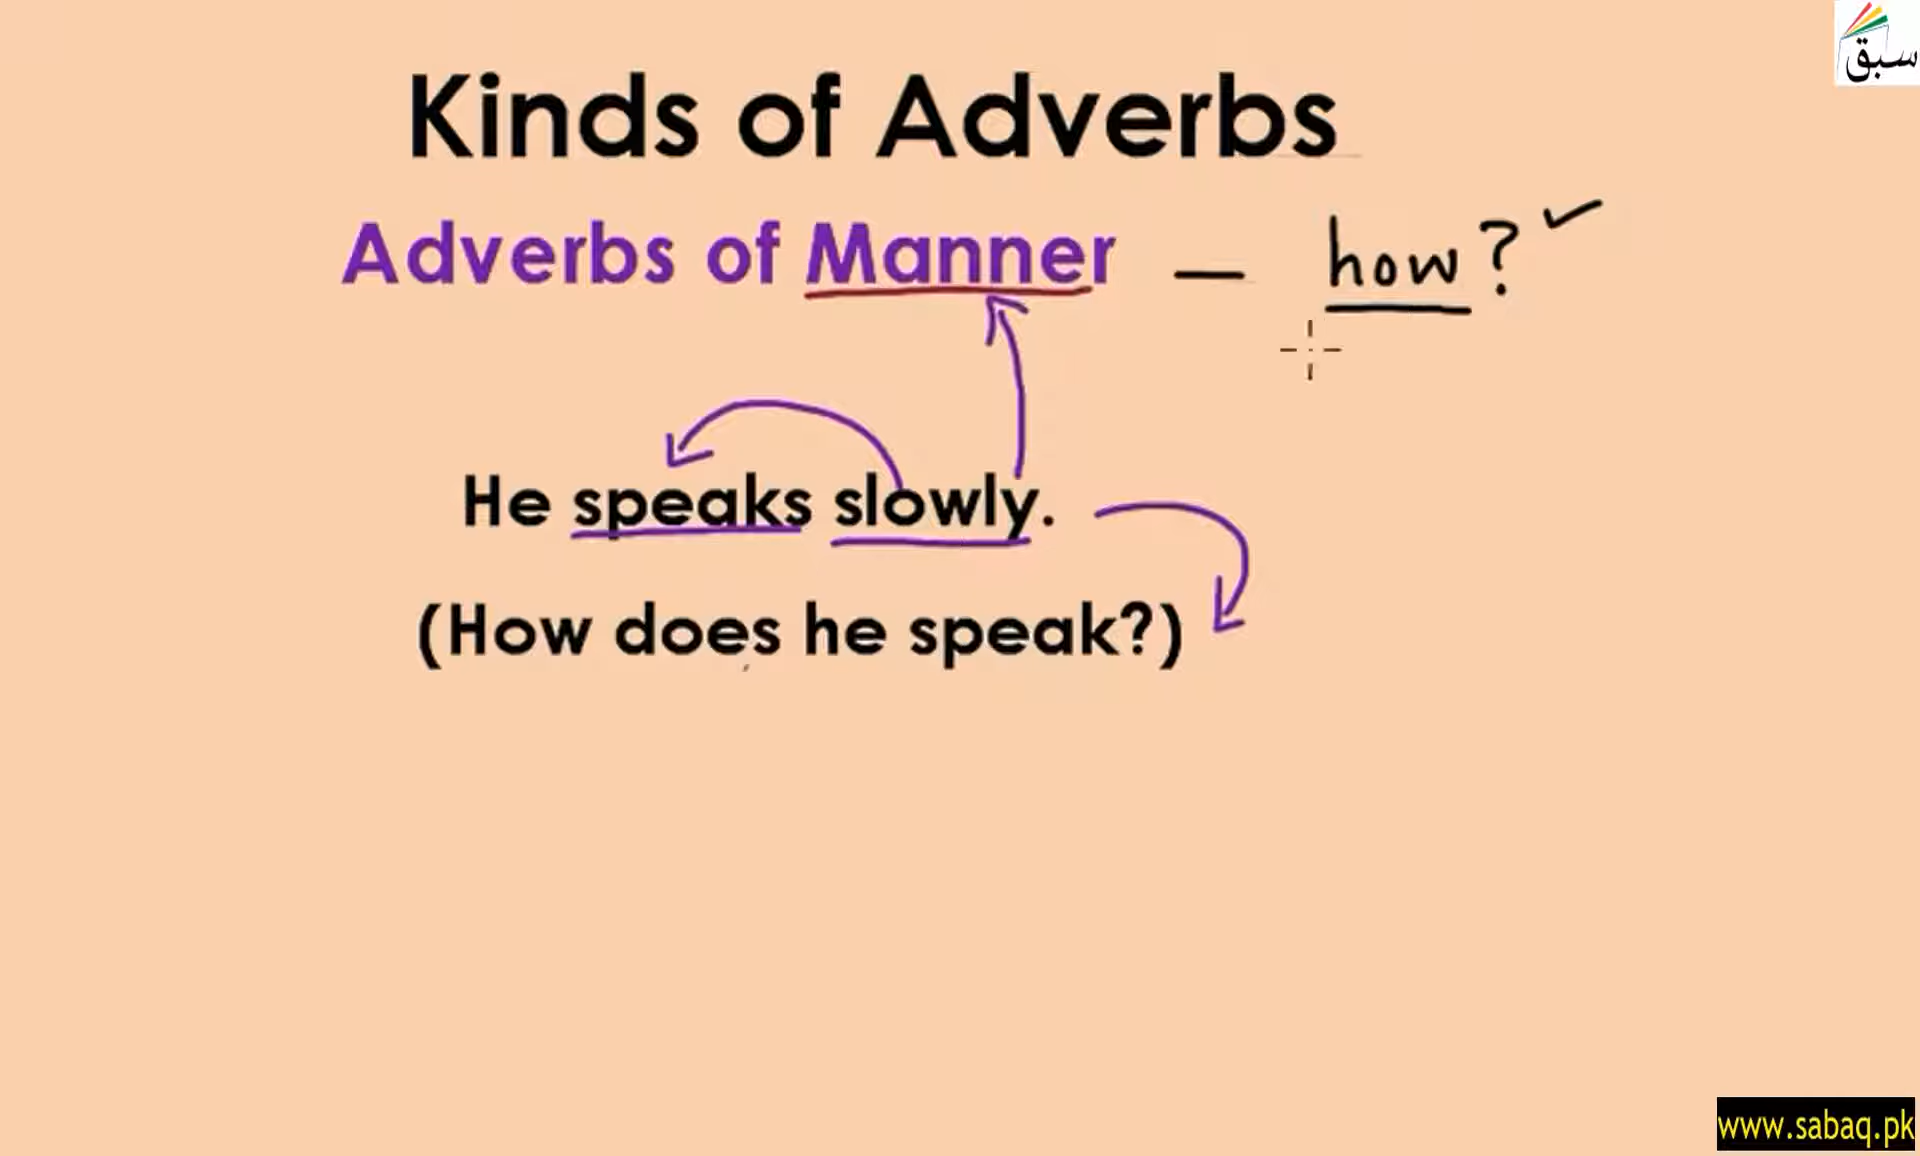 سبق
Kinds of Adverbs
Adverbs of Manner — how? ✓
He speaks slowly.
(How does he speak?)
www.sabaq.pk